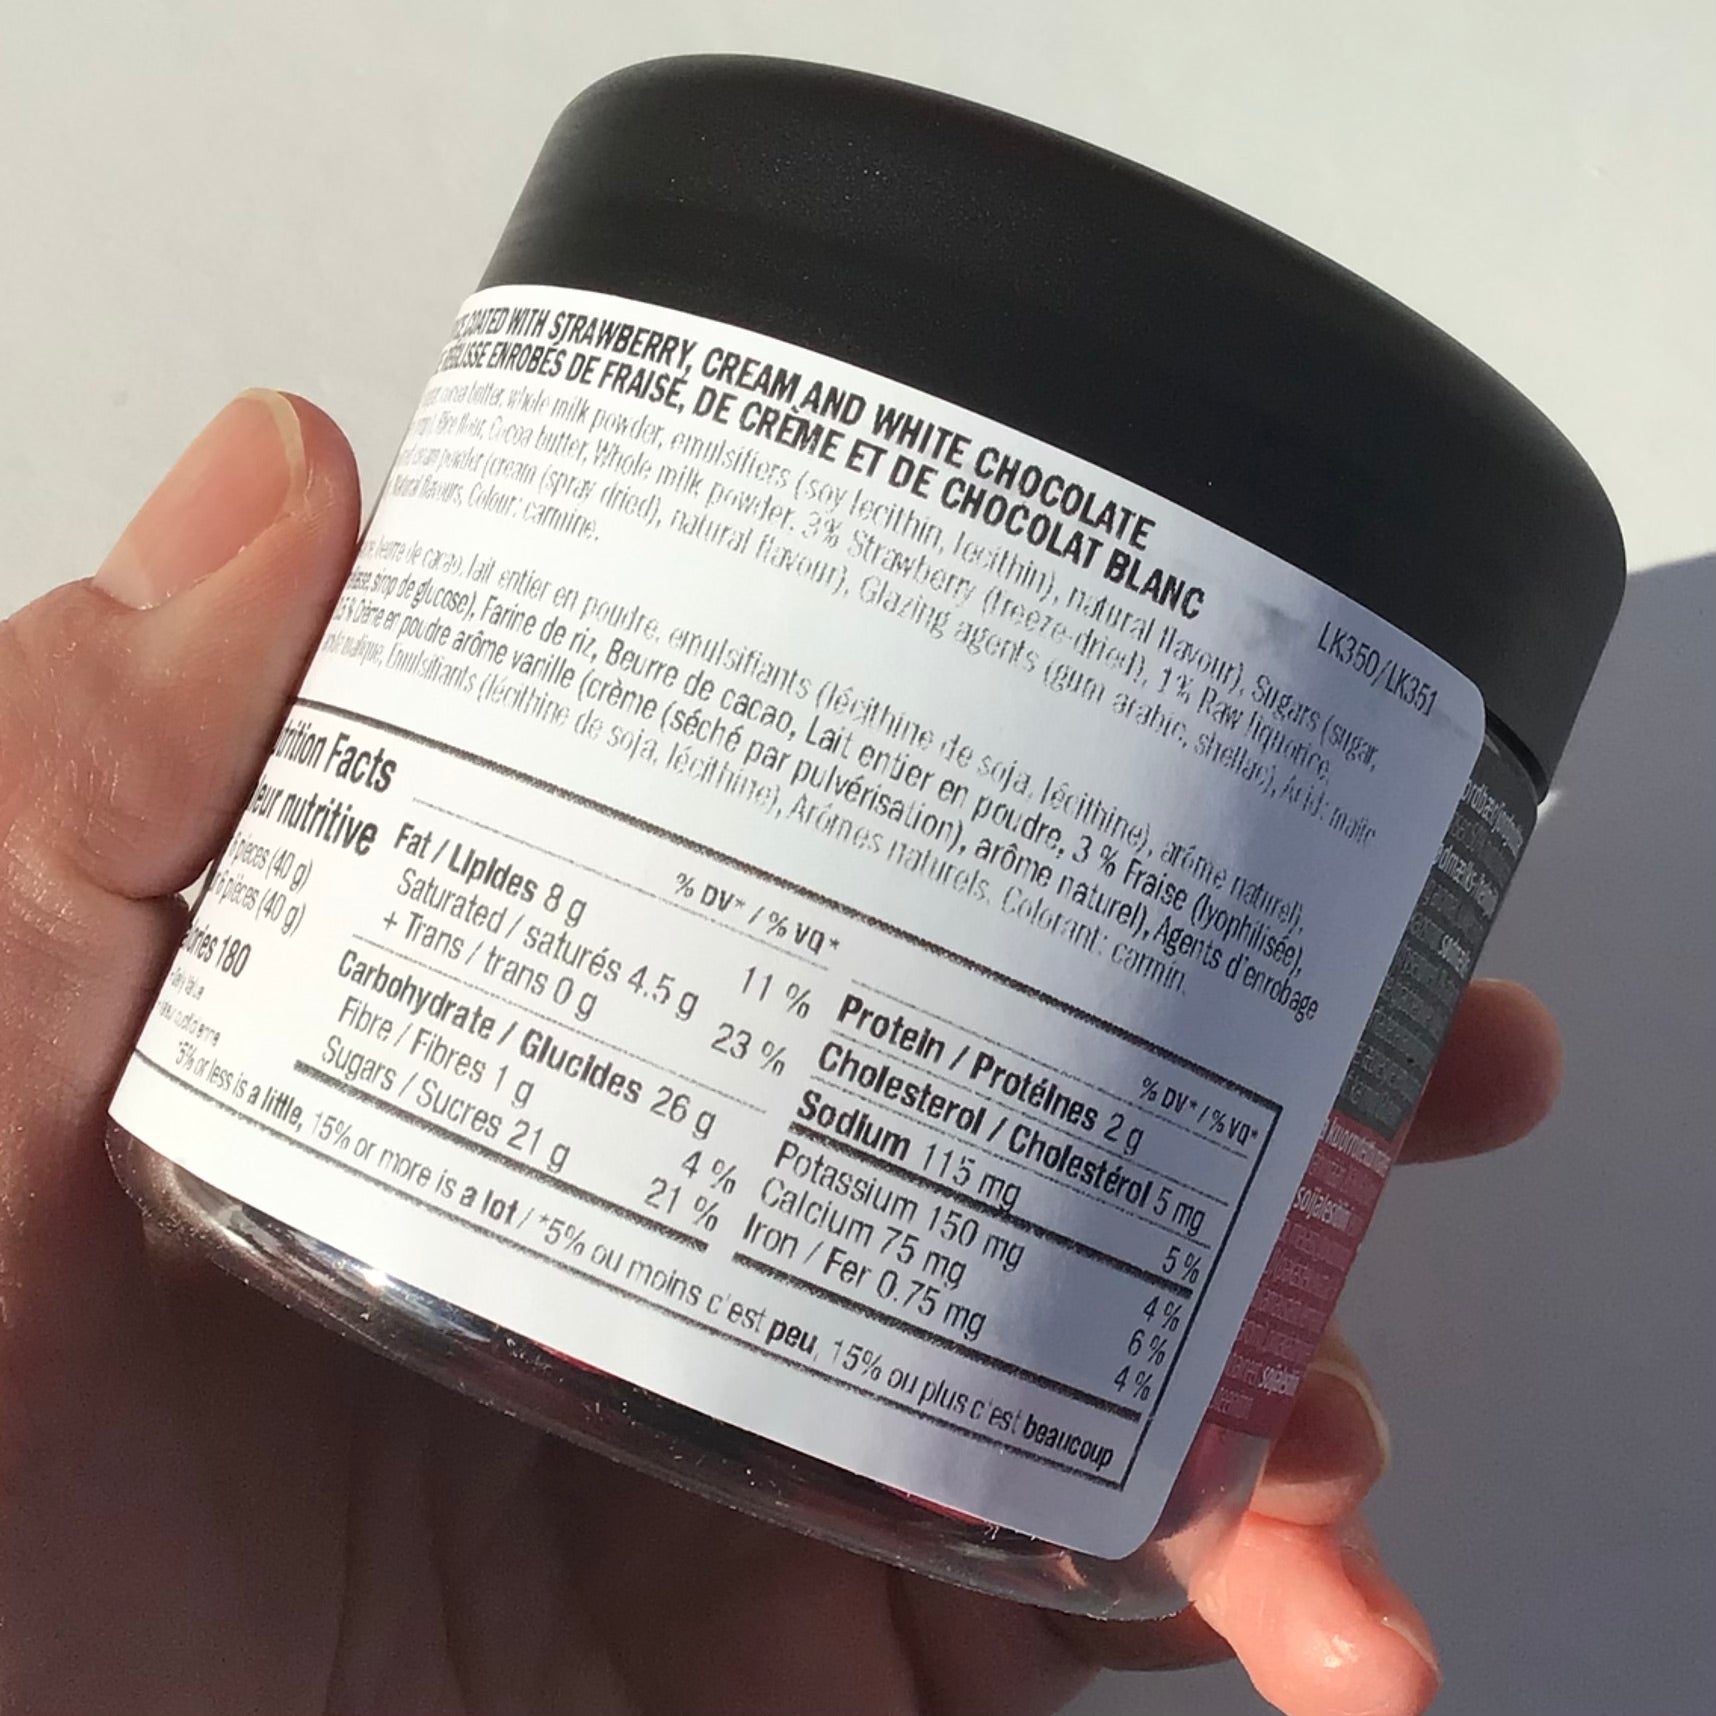 COATED WITH STRAWBERRY, CREAM AND WHITE CHOCOLATE
RÉGLISSE ENROBÉS DE FRAISE, DE CRÈME ET DE CHOCOLAT BLANC
LK350/LK351
cocoa butter, whole milk powder, emulsifiers (soy lecithin, lecithin), natural flavour), Sugars (sugar,
Rice flour, Cocoa butter, Whole milk powder, 3% Strawberry (freeze-dried), 1% Raw liquorice,
cream powder (cream (spray dried), natural flavour), Glazing agents (gum arabic, shellac), Acid: malic
Natural flavours, Colour: carmine.
beurre de cacao, lait entier en poudre, emulsifiants (lécithine de soja, lécithine), arôme naturel),
sirop de glucose), Farine de riz, Beurre de cacao, Lait entier en poudre, 3 % Fraise (lyophilisée),
Crème en poudre arôme vanille (crème (séché par pulvérisation), arôme naturel), Agents d'enrobage
malique, Emulsifiants (lécithine de soja, lécithine), Arômes naturels, Colorant: carmin.
Nutrition Facts
Valeur nutritive
pieces (40 g)
6 pièces (40 g)
Calories 180
% DV* / % VQ*
Fat / Lipides 8 g 11 %
Saturated / saturés 4.5 g
+ Trans / trans 0 g 23 %
Carbohydrate / Glucides 26 g
Fibre / Fibres 1 g 4 %
Sugars / Sucres 21 g 21 %
% DV* / % VQ*
Protein / Protéines 2 g
Cholesterol / Cholestérol 5 mg
Sodium 115 mg 5 %
Potassium 150 mg 4 %
Calcium 75 mg 6 %
Iron / Fer 0.75 mg 4 %
*5% or less is a little, 15% or more is a lot / *5% ou moins c'est peu, 15% ou plus c'est beaucoup